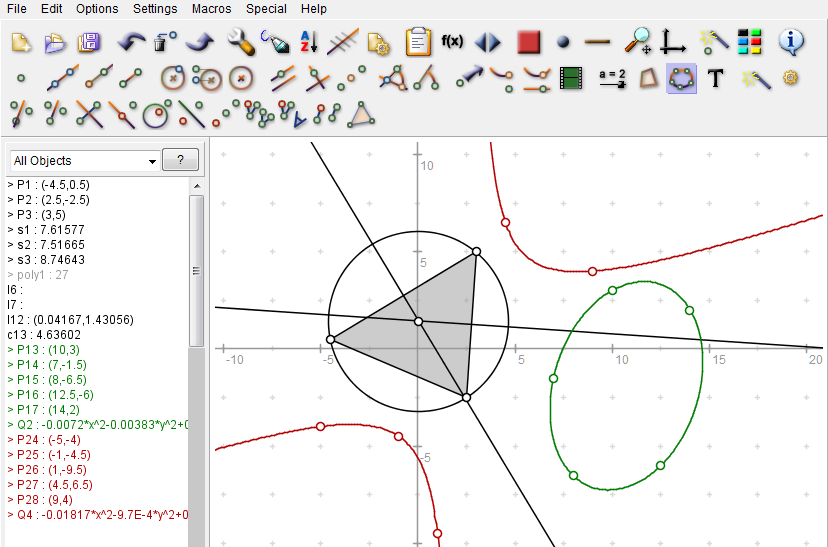 File Edit Options Settings Macros Special Help
A Z f(x) i
a = 2 T
All Objects ?
> P1 : (-4.5,0.5)
> P2 : (2.5,-2.5)
> P3 : (3,5)
> s1 : 7.61577
> s2 : 7.51665
> s3 : 8.74643
> poly1 : 27
l6 :
l7 :
l12 : (0.04167,1.43056)
c13 : 4.63602
> P13 : (10,3)
> P14 : (7,-1.5)
> P15 : (8,-6.5)
> P16 : (12.5,-6)
> P17 : (14,2)
> Q2 : -0.0072*x^2-0.00383*y^2+0
> P24 : (-5,-4)
> P25 : (-1,-4.5)
> P26 : (1,-9.5)
> P27 : (4.5,6.5)
> P28 : (9,4)
> Q4 : -0.01817*x^2-9.7E-4*y^2+0
10
5
-10 -5 5 10 15 20
-5